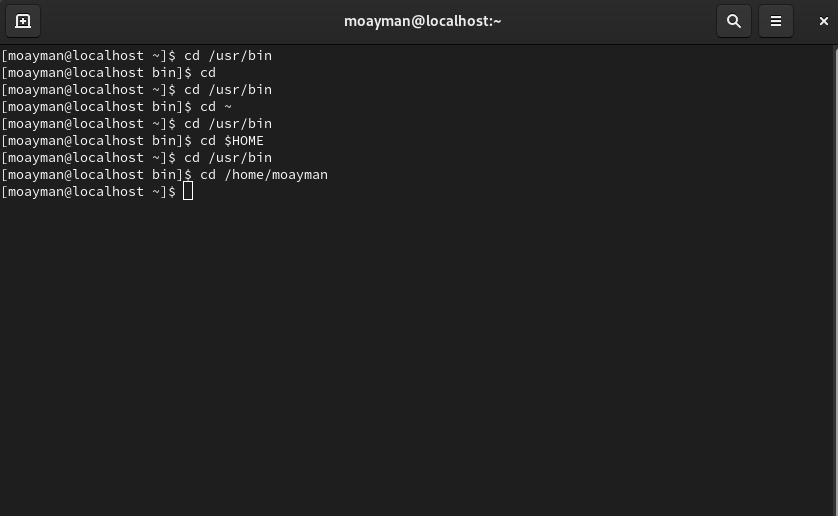 moayman@localhost:~
[moayman@localhost ~]$ cd /usr/bin
[moayman@localhost bin]$ cd
[moayman@localhost ~]$ cd /usr/bin
[moayman@localhost bin]$ cd ~
[moayman@localhost ~]$ cd /usr/bin
[moayman@localhost bin]$ cd $HOME
[moayman@localhost ~]$ cd /usr/bin
[moayman@localhost bin]$ cd /home/moayman
[moayman@localhost ~]$